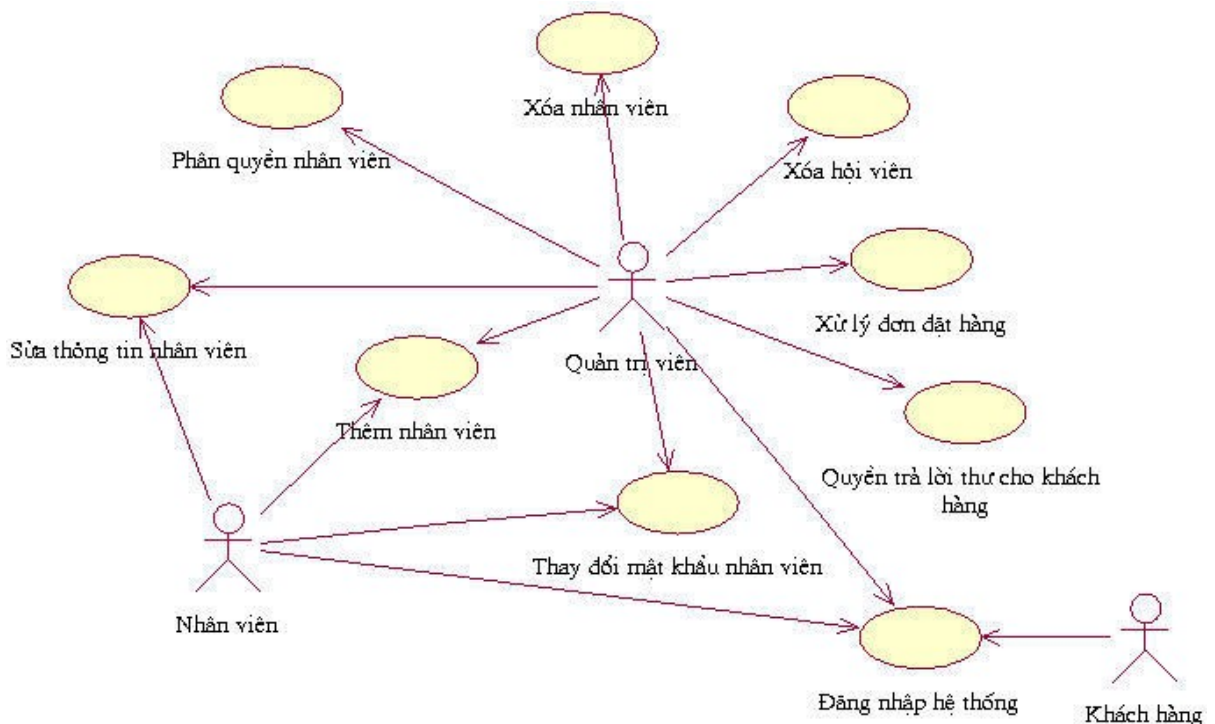 Xóa nhân viên
Phân quyền nhân viên
Xóa hội viên
Xử lý đơn đặt hàng
Sửa thông tin nhân viên
Quản trị viên
Thêm nhân viên
Quyền trả lời thư cho khách
hàng
Thay đổi mật khẩu nhân viên
Nhân viên
Đăng nhập hệ thống
Khách hàng